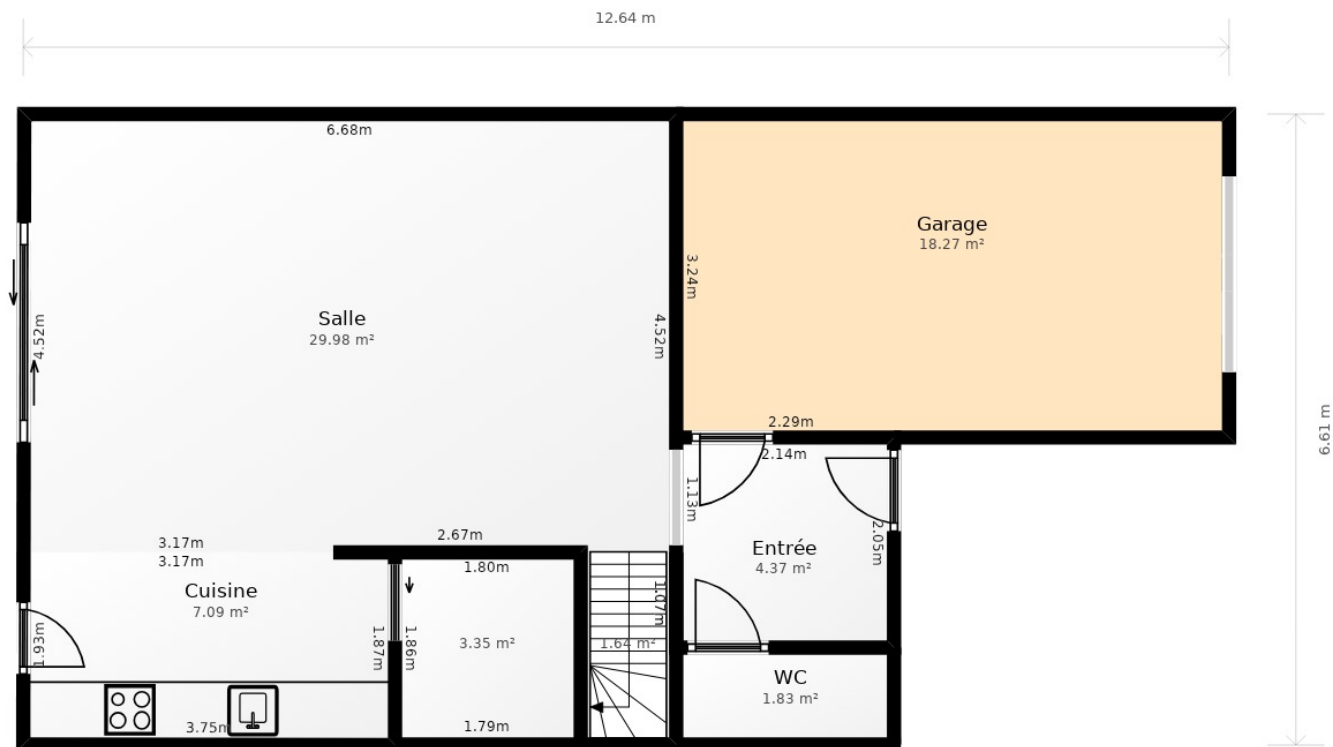 12.64 m
6.68m
Garage
18.27 m²
3.24m
Salle
29.98 m²
4.52m
4.52m
6.61 m
2.29m
2.14m
1.13m
2.67m
3.17m
3.17m
1.80m
2.05m
Entrée
4.37 m²
Cuisine
7.09 m²
1.07m
1.93m
1.87m
1.86m
3.35 m²
1.64 m²
WC
1.83 m²
3.75m
1.79m